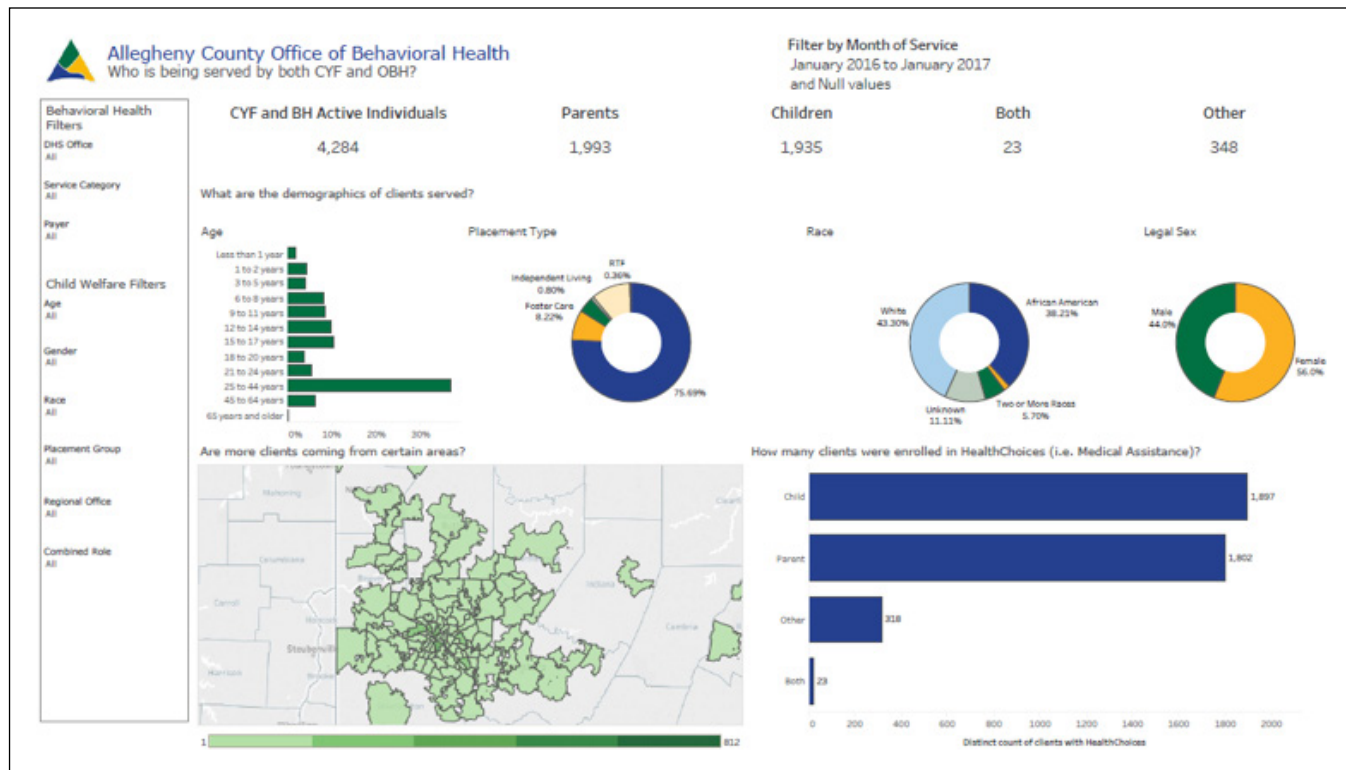 Allegheny County Office of Behavioral Health
Who is being served by both CYF and OBH?
Filter by Month of Service
January 2016 to January 2017
and Null values
Behavioral Health
Filters
DHS Office
All
Service Category
All
Payer
All
Child Welfare Filters
Age
All
Gender
All
Race
All
Placement Group
All
Regional Office
All
Combined Role
All
CYF and BH Active Individuals
4,284
Parents
1,993
Children
1,935
Both
23
Other
348
What are the demographics of clients served?
Age
Less than 1 year
1 to 2 years
3 to 5 years
6 to 8 years
9 to 11 years
12 to 14 years
15 to 17 years
18 to 20 years
21 to 24 years
25 to 44 years
45 to 64 years
65 years and older
0% 10% 20% 30%
Placement Type
RTF
0.36%
Independent Living
0.80%
Foster Care
8.22%
75.69%
Race
White
43.30%
African American
38.21%
Unknown
11.11%
Two or More Races
5.70%
Legal Sex
Male
44.0%
Female
56.0%
Are more clients coming from certain areas?
Mahoning
Columbiana
Carroll
Harrison
Indiana
Cambria
1 812
How many clients were enrolled in HealthChoices (i.e. Medical Assistance)?
Child 1,897
Parent 1,802
Other 318
Both 23
0 200 400 600 800 1000 1200 1400 1600 1800 2000
Distinct count of clients with HealthChoices